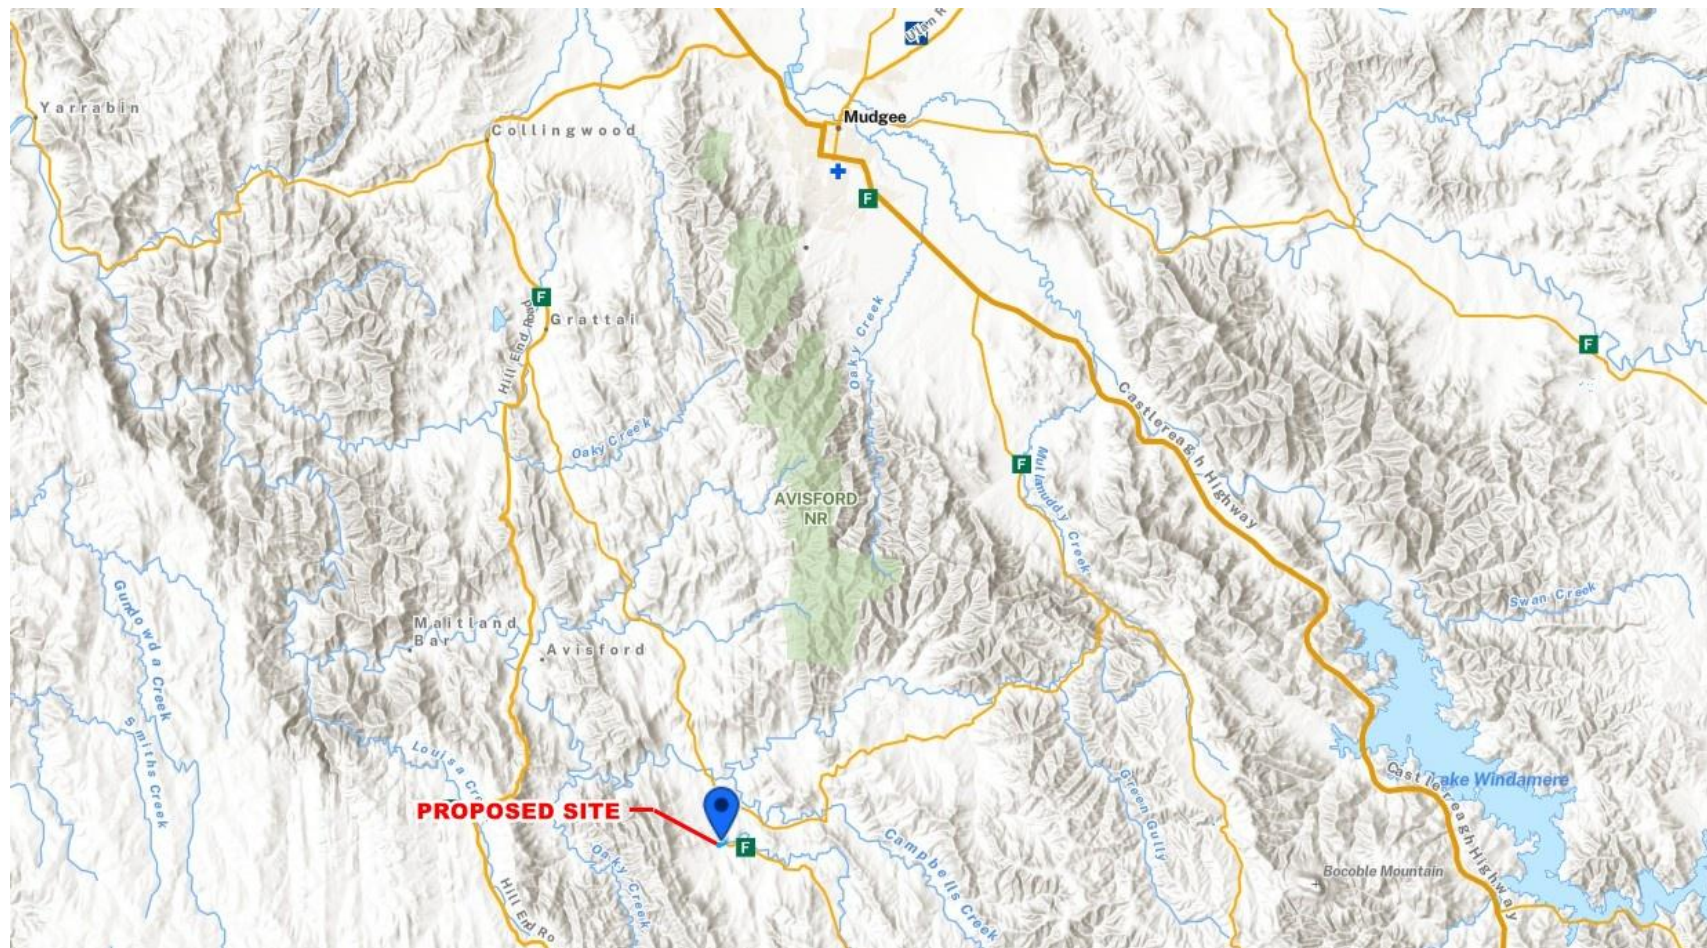 Yarrabin
Collingwood
Mudgee
F
F
Hill End Road
Grattai
Oaky Creek
F
Castlereagh Highway
Oaky Creek
F
Mullamuddy Creek
AVISFORD
NR
Gundowda Creek
Swan Creek
Maitland
Bar
Avisford
Smiths Creek
Louisa Cre
Castlereagh Highway
ake Windamere
Green Gully
PROPOSED SITE
F
Oaky Creek
Campbells Creek
Bocoble Mountain
Hill End Ro